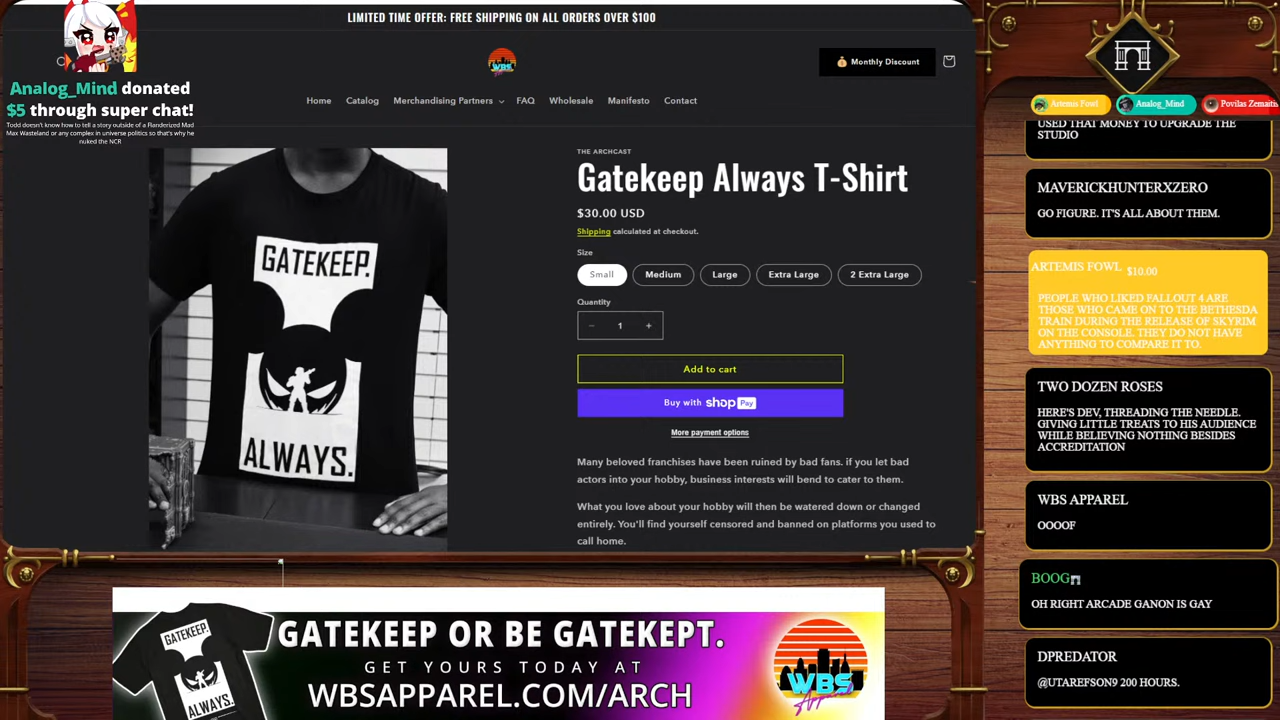 LIMITED TIME OFFER: FREE SHIPPING ON ALL ORDERS OVER $100
Analog_Mind donated
$5 through super chat!
Todd doesn't know how to tell a story outside of a Flanderized Mad
Max Wasteland or any complex in universe politics so that's why he
nuked the NCR
WBS
Monthly Discount
Home
Catalog
Merchandising Partners
FAQ
Wholesale
Manifesto
Contact
GATEKEEP.
ALWAYS.
THE ARCHCAST
Gatekeep Always T-Shirt
$30.00 USD
Shipping calculated at checkout.
Size
Small
Medium
Large
Extra Large
2 Extra Large
Quantity
− 1 +
Add to cart
Buy with shop Pay
More payment options
Many beloved franchises have been ruined by bad fans. if you let bad
actors into your hobby, business interests will bend to cater to them.
What you love about your hobby will then be watered down or changed
entirely. You'll find yourself censored and banned on platforms you used to
call home.
GATEKEEP.
ALWAYS.
GATEKEEP OR BE GATEKEPT.
GET YOURS TODAY AT
WBSAPPAREL.COM/ARCH
WBS
Apparel
Artemis Fowl
Analog_Mind
Povilas Zemaitis
USED THAT MONEY TO UPGRADE THE
STUDIO
MAVERICKHUNTERXZERO
GO FIGURE. IT'S ALL ABOUT THEM.
ARTEMIS FOWL $10.00
PEOPLE WHO LIKED FALLOUT 4 ARE
THOSE WHO CAME ON TO THE BETHESDA
TRAIN DURING THE RELEASE OF SKYRIM
ON THE CONSOLE. THEY DO NOT HAVE
ANYTHING TO COMPARE IT TO.
TWO DOZEN ROSES
HERE'S DEV, THREADING THE NEEDLE.
GIVING LITTLE TREATS TO HIS AUDIENCE
WHILE BELIEVING NOTHING BESIDES
ACCREDITATION
WBS APPAREL
OOOOF
BOOG
OH RIGHT ARCADE GANON IS GAY
DPREDATOR
@UTAREFSON9 200 HOURS.